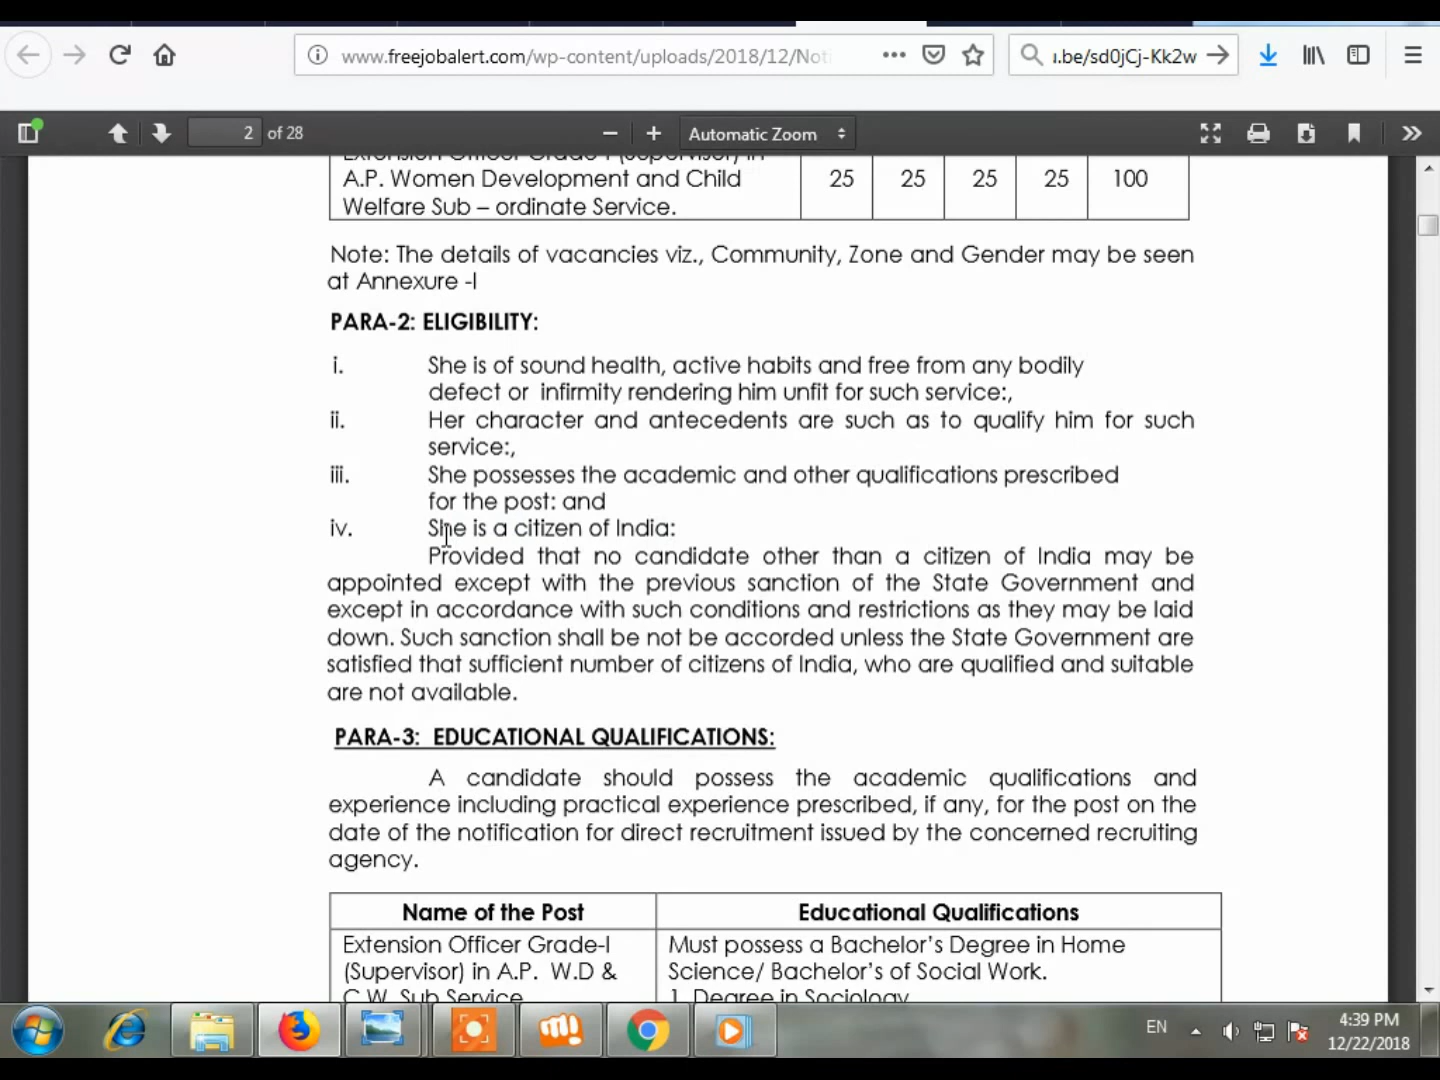 www.freejobalert.com/wp-content/uploads/2018/12/Noti
ı.be/sd0jCj-Kk2w
2 of 28
Automatic Zoom
Extension Officer Grade-I (Supervisor) in
A.P. Women Development and Child 25 25 25 25 100
Welfare Sub – ordinate Service.
Note: The details of vacancies viz., Community, Zone and Gender may be seen
at Annexure -I
PARA-2: ELIGIBILITY:
i. She is of sound health, active habits and free from any bodily
defect or infirmity rendering him unfit for such service:,
ii. Her character and antecedents are such as to qualify him for such
service:,
iii. She possesses the academic and other qualifications prescribed
for the post: and
iv. She is a citizen of India:
Provided that no candidate other than a citizen of India may be
appointed except with the previous sanction of the State Government and
except in accordance with such conditions and restrictions as they may be laid
down. Such sanction shall be not be accorded unless the State Government are
satisfied that sufficient number of citizens of India, who are qualified and suitable
are not available.
PARA-3: EDUCATIONAL QUALIFICATIONS:
A candidate should possess the academic qualifications and
experience including practical experience prescribed, if any, for the post on the
date of the notification for direct recruitment issued by the concerned recruiting
agency.
Name of the Post Educational Qualifications
Extension Officer Grade-I Must possess a Bachelor's Degree in Home
(Supervisor) in A.P. W.D & Science/ Bachelor's of Social Work.
C.W. Sub Service 1. Degree in Sociology
EN 4:39 PM
12/22/2018